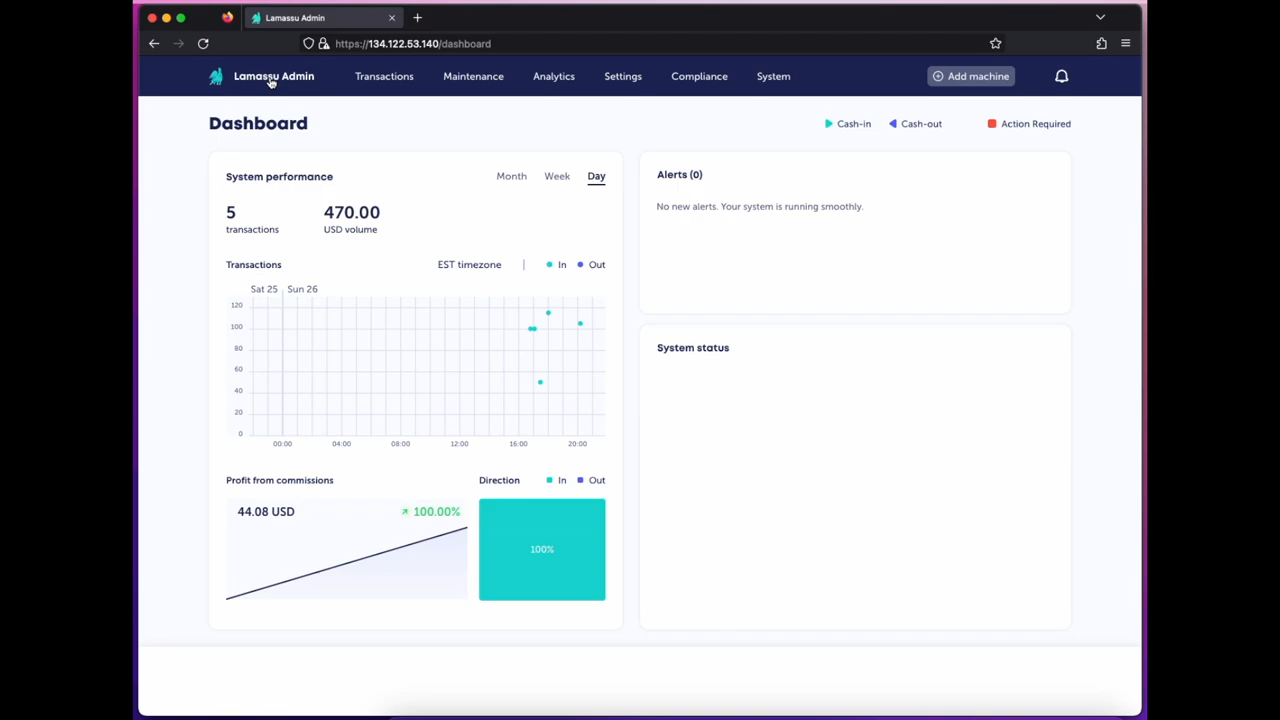 Lamassu Admin
https://134.122.53.140/dashboard
Lamassu Admin
Transactions
Maintenance
Analytics
Settings
Compliance
System
Add machine
Dashboard
Cash-in
Cash-out
Action Required
System performance
Month
Week
Day
5
470.00
transactions
USD volume
Transactions
EST timezone
In
Out
Sat 25
Sun 26
120
100
80
60
40
20
0
00:00
04:00
08:00
12:00
16:00
20:00
Profit from commissions
44.08 USD
100.00%
Direction
In
Out
100%
Alerts (0)
No new alerts. Your system is running smoothly.
System status